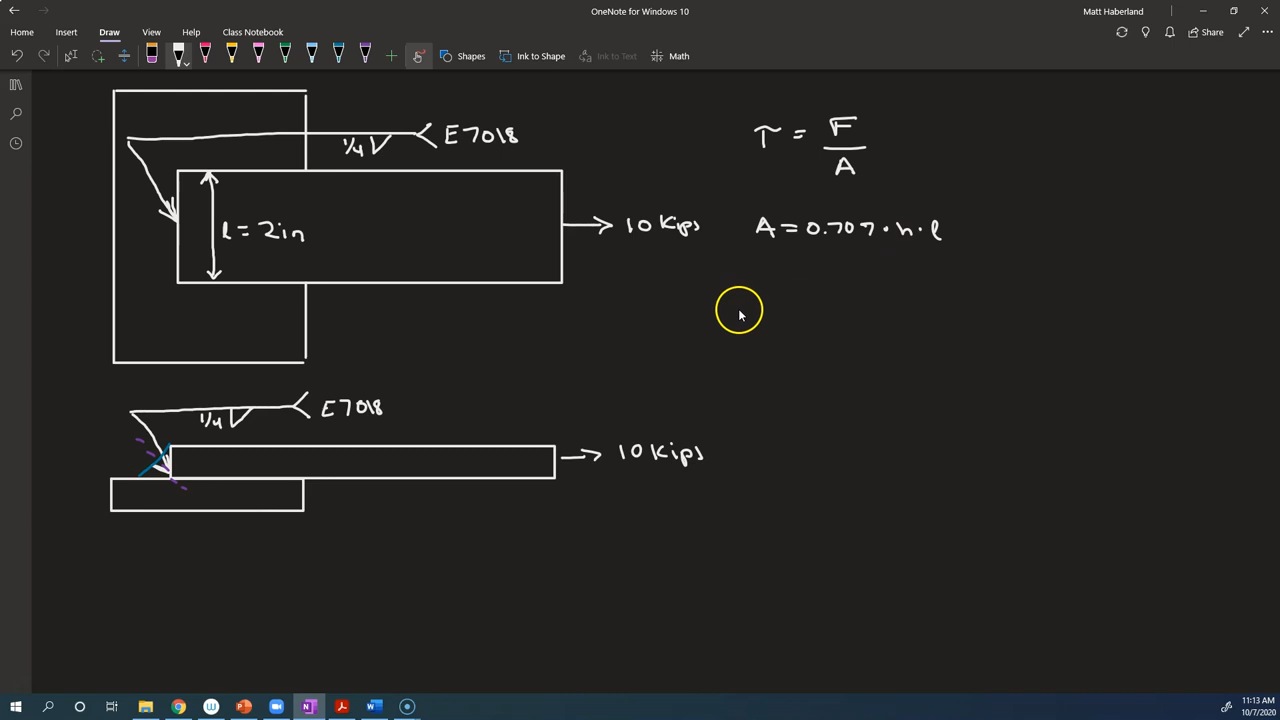 OneNote for Windows 10
Matt Haberland
Home Insert Draw View Help Class Notebook
Share
Shapes Ink to Shape Ink to Text Math
1/4 E7018
l = 2in
10 Kips
τ = F
A
A = 0.707 · h · l
1/4 E7018
10 Kips
11:13 AM
10/7/2020